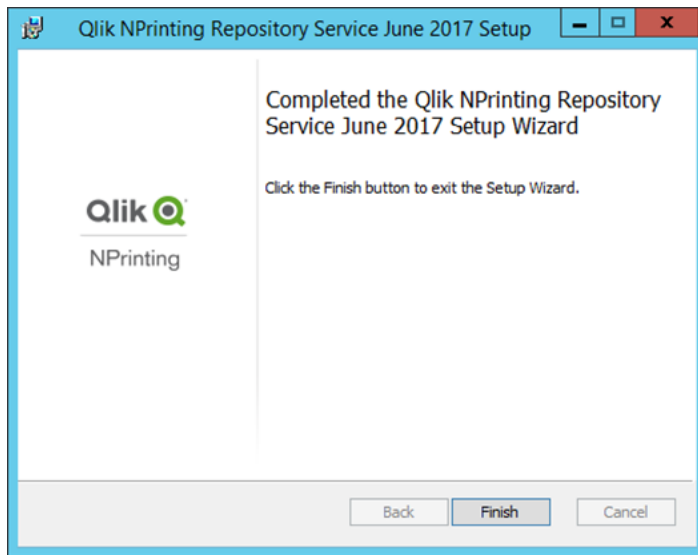 Qlik NPrinting Repository Service June 2017 Setup
Completed the Qlik NPrinting Repository
Service June 2017 Setup Wizard
Click the Finish button to exit the Setup Wizard.
Qlik
NPrinting
Back Finish Cancel